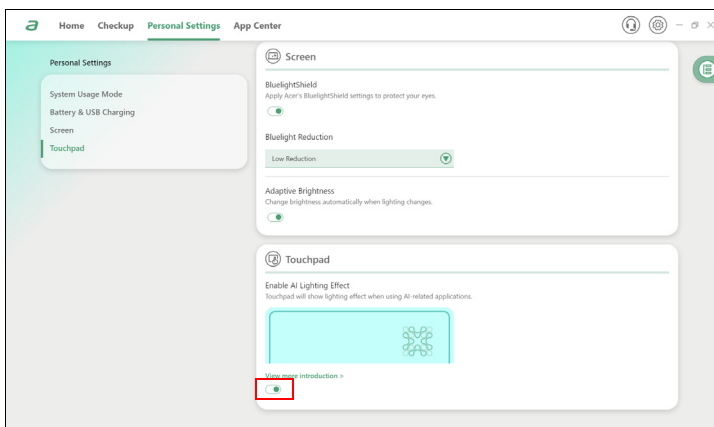 a Home Checkup Personal Settings App Center
Personal Settings
System Usage Mode
Battery & USB Charging
Screen
Touchpad
Screen
BluelightShield
Apply Acer's BluelightShield settings to protect your eyes.
Bluelight Reduction
Low Reduction
Adaptive Brightness
Change brightness automatically when lighting changes.
Touchpad
Enable AI Lighting Effect
Touchpad will show lighting effect when using AI-related applications.
View more introduction >